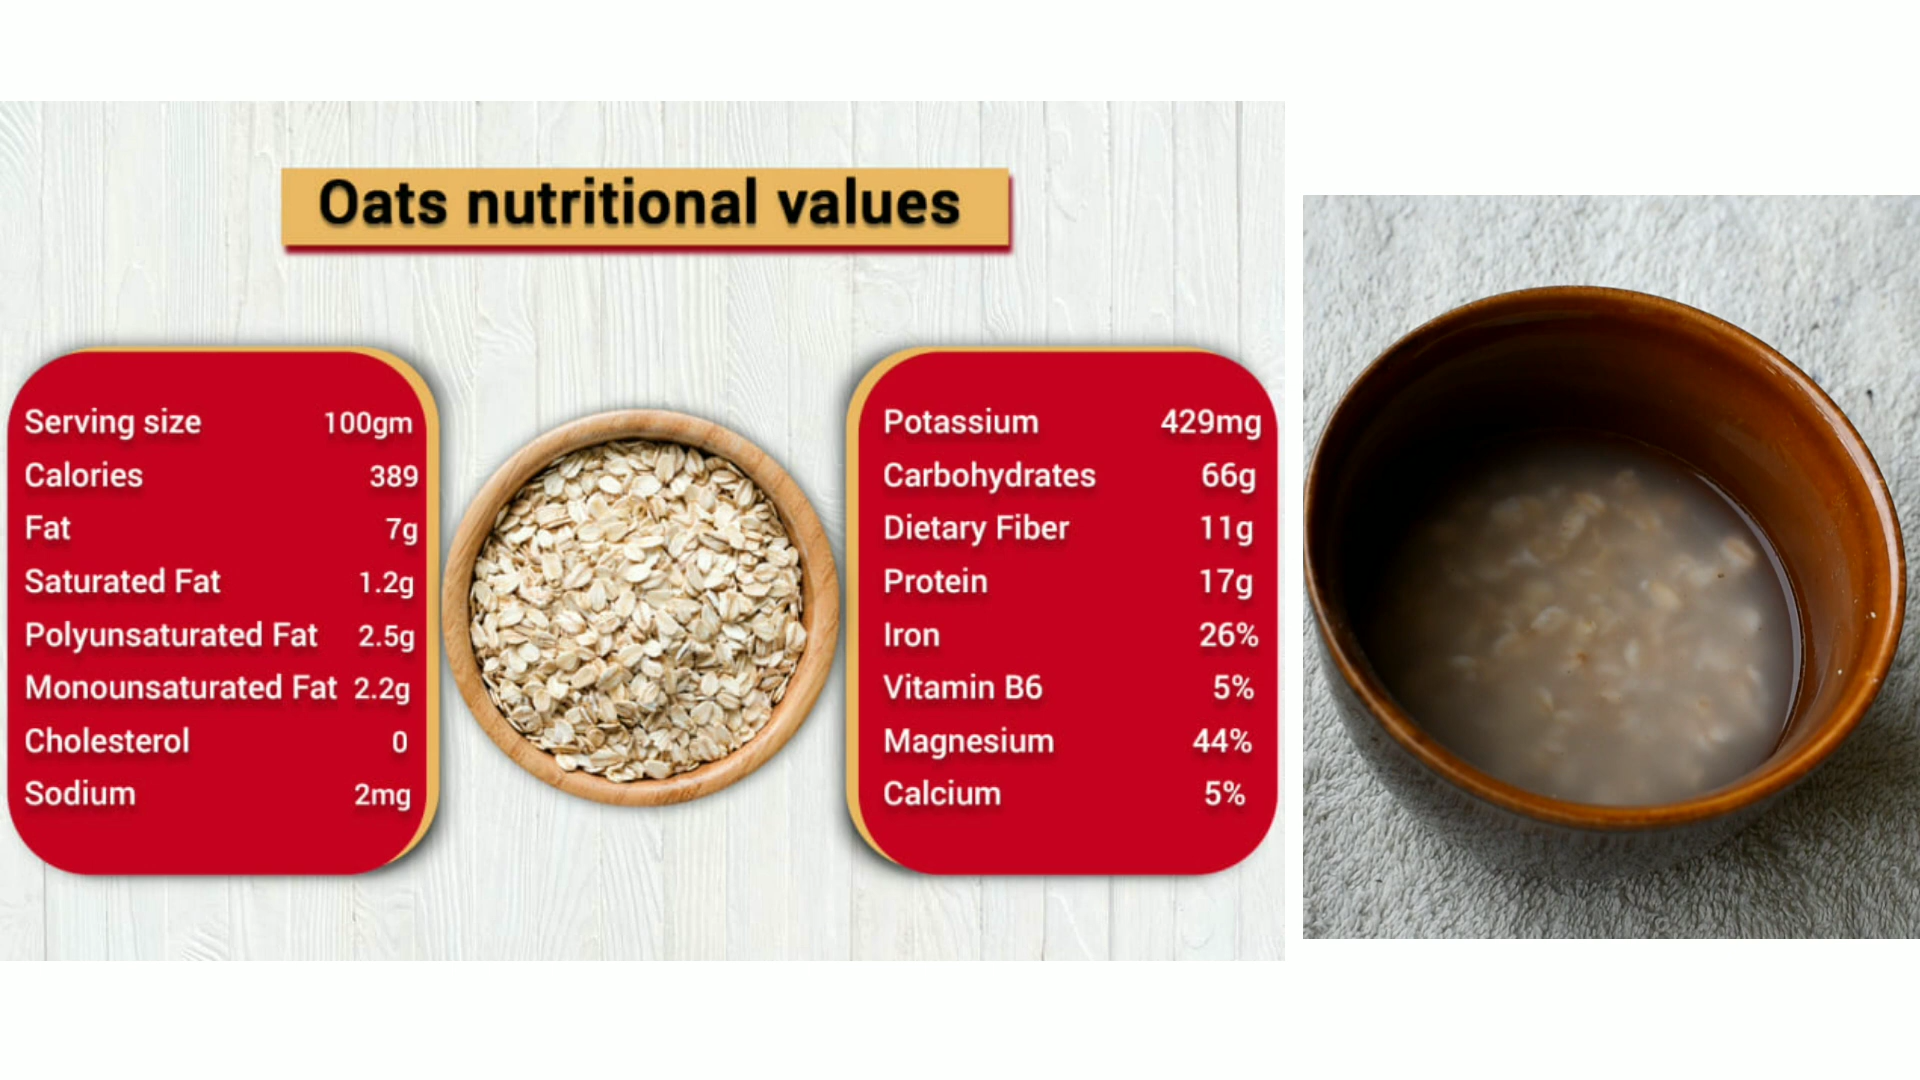 Oats nutritional values
Serving size 100gm
Calories 389
Fat 7g
Saturated Fat 1.2g
Polyunsaturated Fat 2.5g
Monounsaturated Fat 2.2g
Cholesterol 0
Sodium 2mg
Potassium 429mg
Carbohydrates 66g
Dietary Fiber 11g
Protein 17g
Iron 26%
Vitamin B6 5%
Magnesium 44%
Calcium 5%